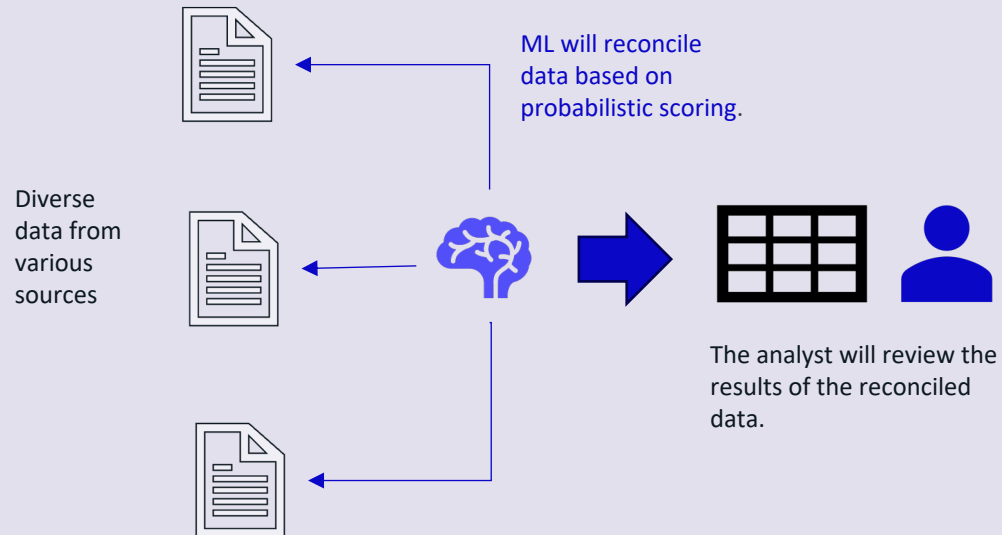 ML will reconcile
data based on
probabilistic scoring.
Diverse
data from
various
sources
The analyst will review the
results of the reconciled
data.